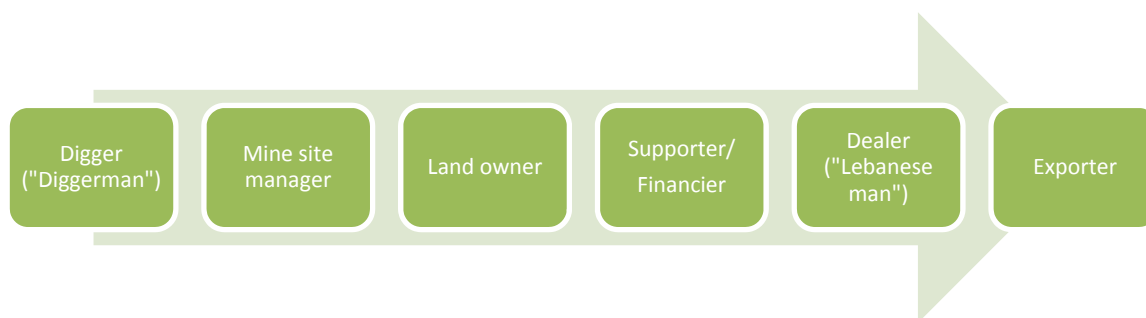 Digger
("Diggerman")
Mine site
manager
Land owner
Supporter/
Financier
Dealer
("Lebanese
man")
Exporter